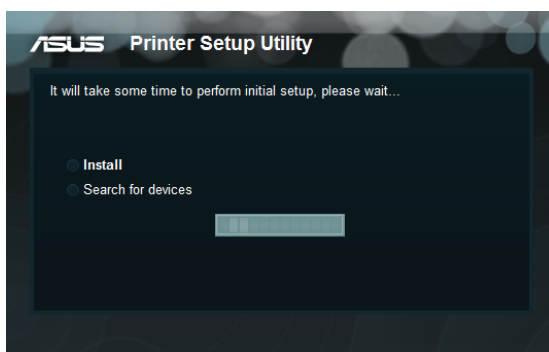 ASUS Printer Setup Utility
It will take some time to perform initial setup, please wait...
Install
Search for devices